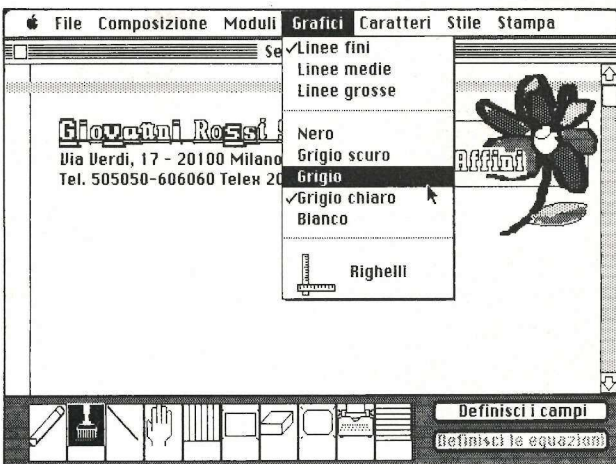 File Composizione Moduli Grafici Caratteri Stile Stampa
Se
✓Linee fini
Linee medie
Linee grosse
Nero
Grigio scuro
Grigio
✓Grigio chiaro
Bianco
Righelli
Giovanni Rossi
Via Verdi, 17 - 20100 Milano
Tel. 505050-606060 Telex 20
Affini
Definisci i campi
Definisci le equazioni